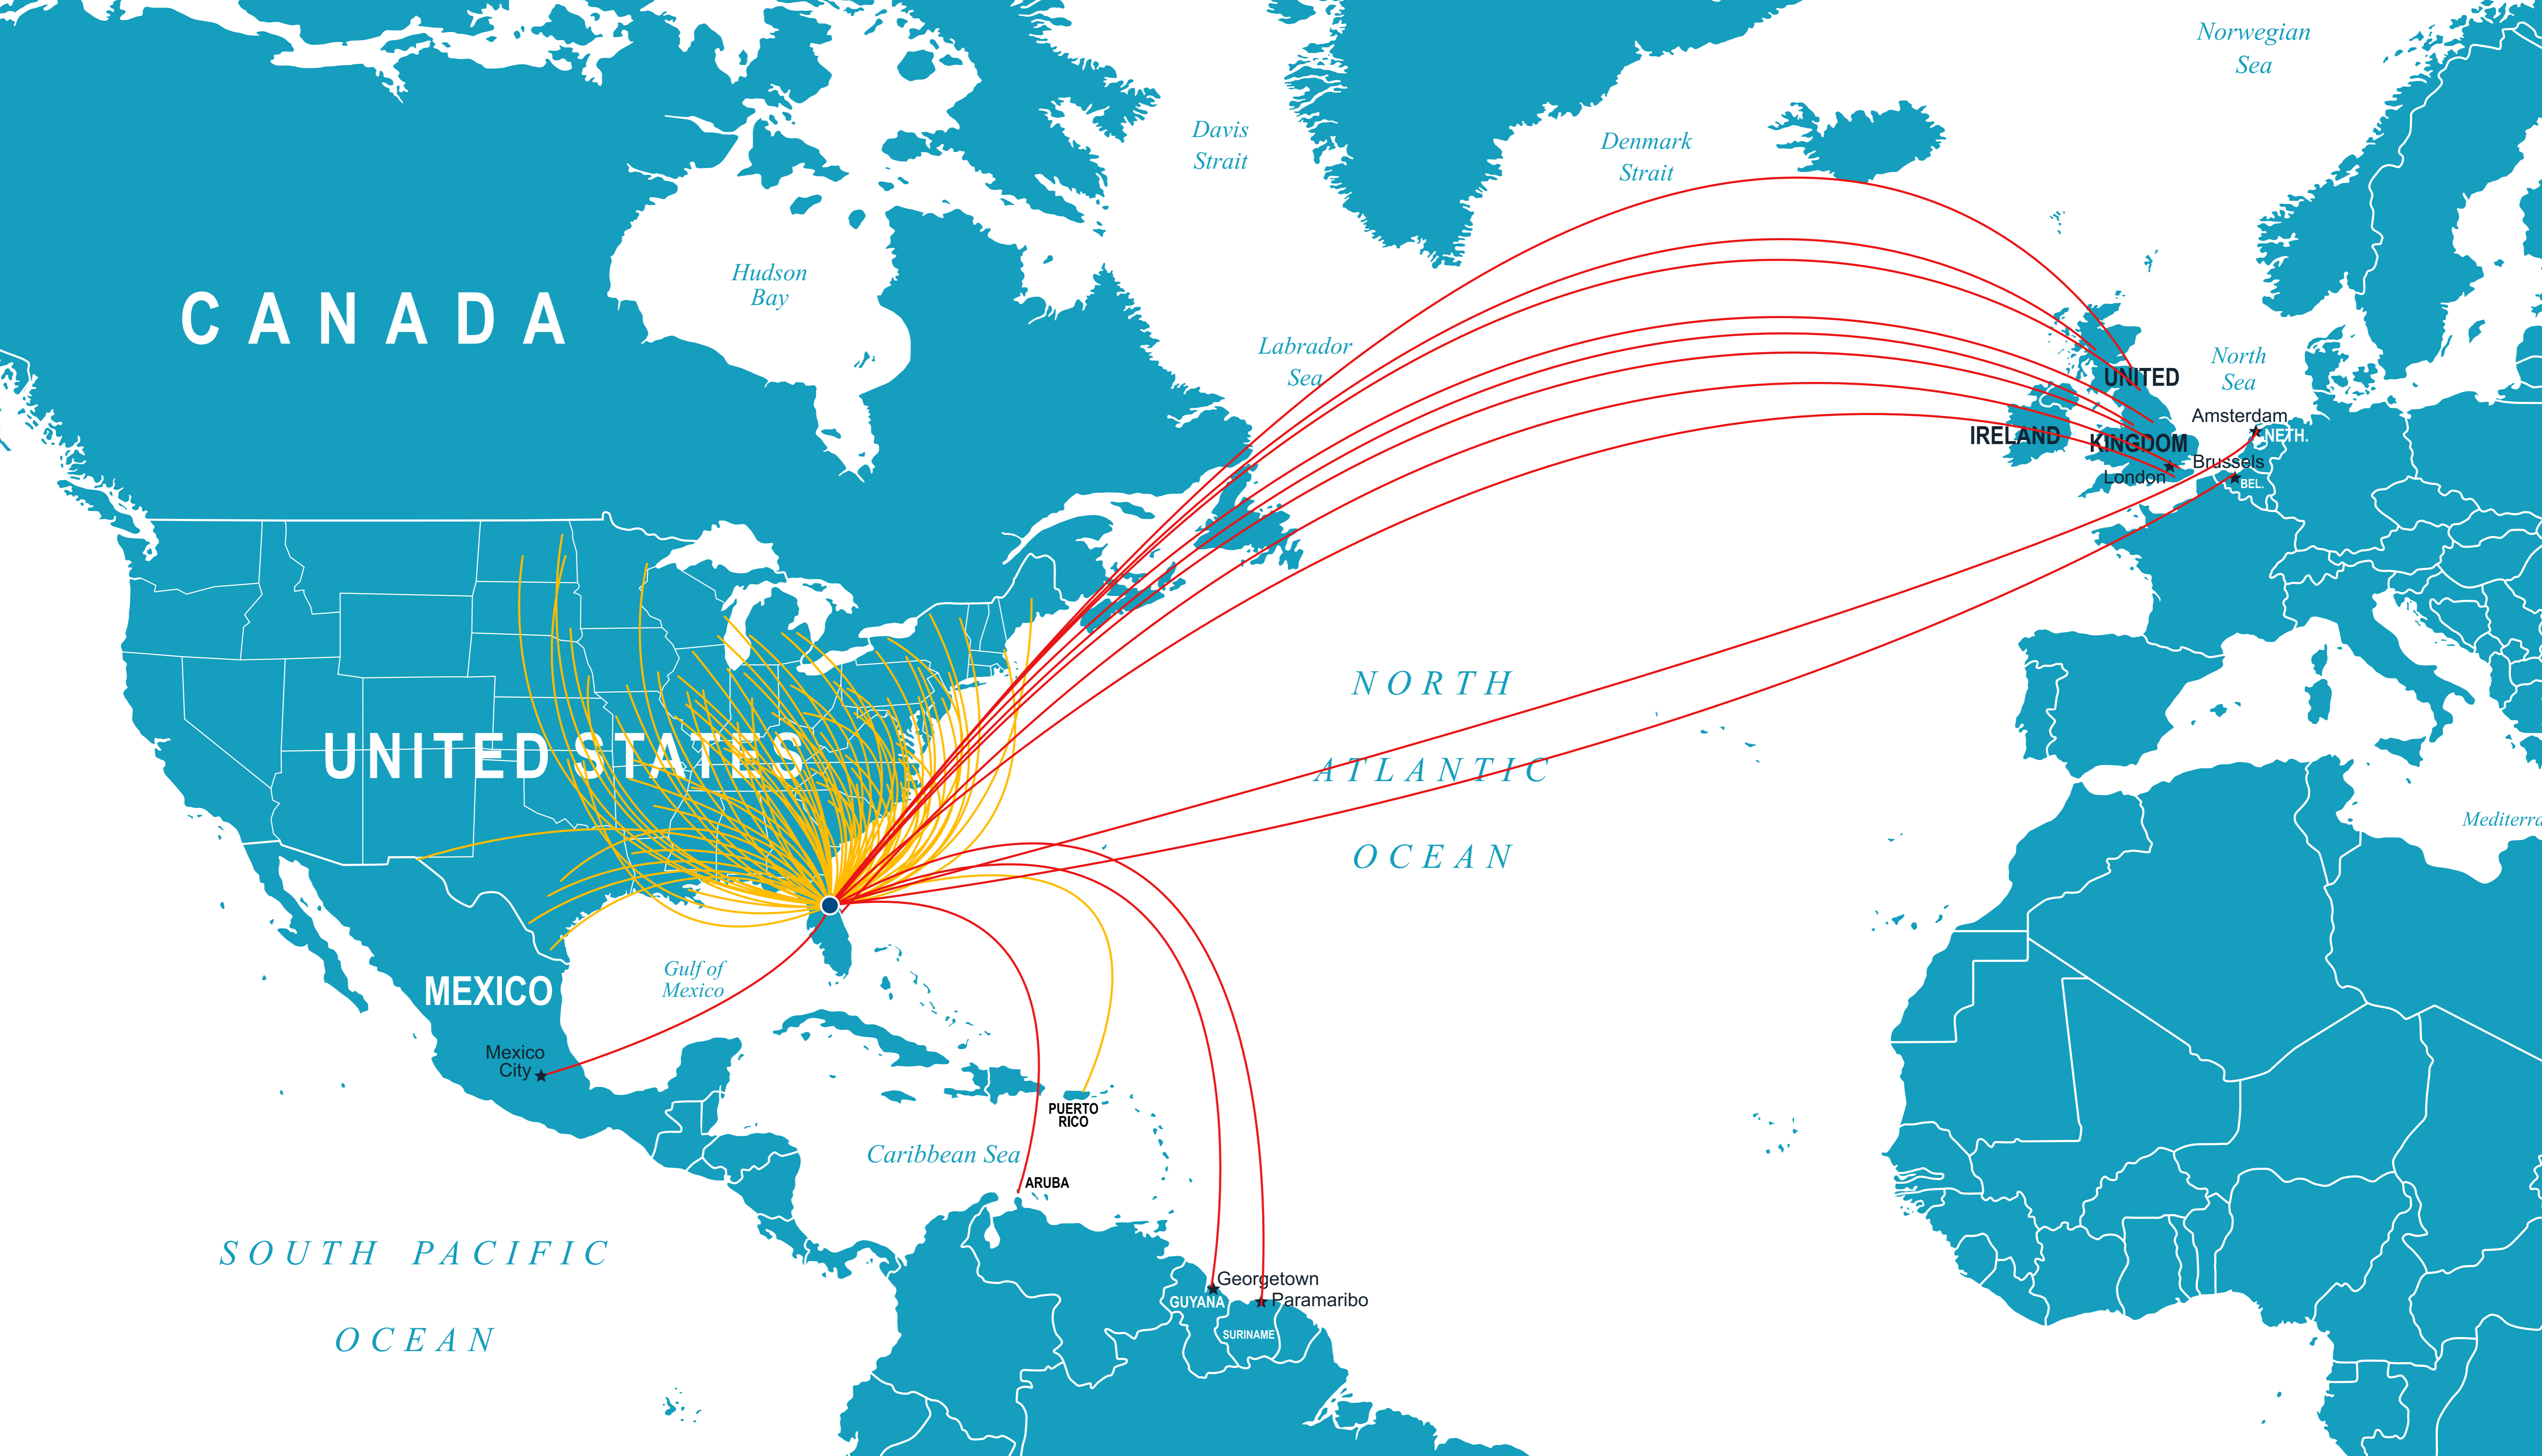 Norwegian
Sea
Davis
Strait
Denmark
Strait
Hudson
Bay
CANADA
Labrador
Sea
North
Sea
UNITED
KINGDOM
IRELAND
London
Amsterdam
NETH.
Brussels
BEL.
UNITED STATES
NORTH
ATLANTIC
OCEAN
Mediterra
Gulf of
Mexico
MEXICO
Mexico
City
PUERTO
RICO
Caribbean Sea
ARUBA
SOUTH PACIFIC
OCEAN
Georgetown
GUYANA
Paramaribo
SURINAME